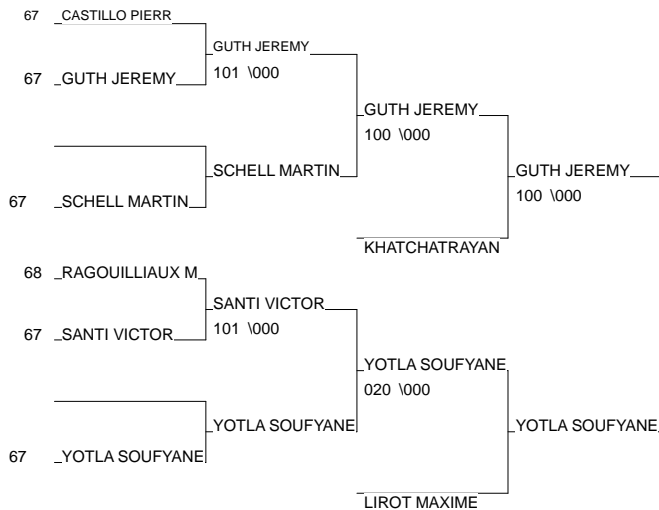 67 CASTILLO PIERR
GUTH JEREMY
67 GUTH JEREMY
101 \000
GUTH JEREMY
100 \000
SCHELL MARTIN
GUTH JEREMY
67 SCHELL MARTIN
100 \000
KHATCHATRAYAN
68 RAGOUILLIAUX M
SANTI VICTOR
67 SANTI VICTOR
101 \000
YOTLA SOUFYANE
020 \000
YOTLA SOUFYANE
YOTLA SOUFYANE
67 YOTLA SOUFYANE
LIROT MAXIME